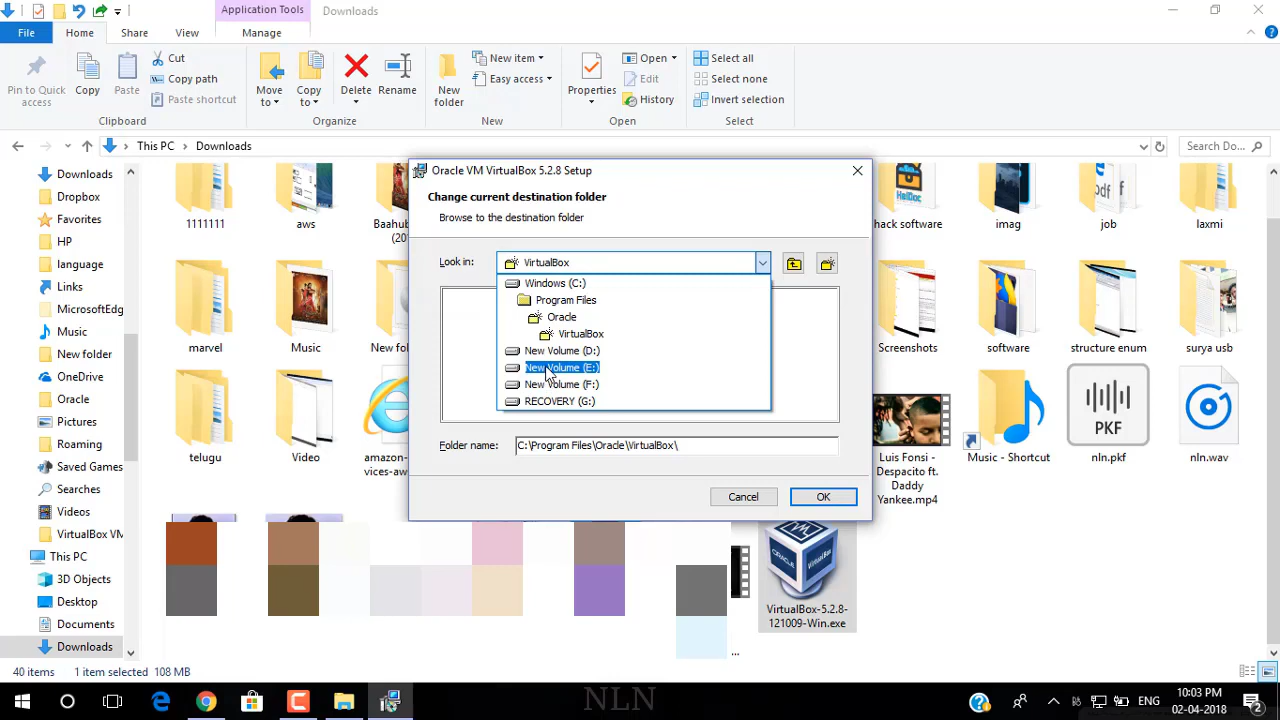 Application Tools
Downloads
File
Home
Share
View
Manage
Pin to Quick
access
Copy
Paste
Cut
Copy path
Paste shortcut
Clipboard
Move
to
Copy
to
Delete
Rename
Organize
New
folder
New item
Easy access
New
Properties
Open
Edit
History
Open
Select all
Select none
Invert selection
Select
This PC > Downloads
Search Do...
Downloads
Dropbox
Favorites
HP
language
Links
MicrosoftEdg
Music
New folder
OneDrive
Oracle
Pictures
Roaming
Saved Games
Searches
Videos
VirtualBox VM
This PC
3D Objects
Desktop
Documents
Downloads
1111111
aws
Baahub
hack software
imag
job
laxmi
marvel
Music
New fol
Screenshots
software
structure enum
surya usb
telugu
Video
amazon-
vices-aw
Luis Fonsi -
Despacito ft.
Daddy
Yankee.mp4
Music - Shortcut
PKF
nln.pkf
nln.wav
Oracle VM VirtualBox 5.2.8 Setup
Change current destination folder
Browse to the destination folder
Look in:
VirtualBox
Windows (C:)
Program Files
Oracle
VirtualBox
New Volume (D:)
New Volume (E:)
New Volume (F:)
RECOVERY (G:)
Folder name:
C:\Program Files\Oracle\VirtualBox\
Cancel
OK
ORACLE
VirtualBox
VirtualBox-5.2.8-
121009-Win.exe
...
40 items
1 item selected 108 MB
NLN
ENG
10:03 PM
02-04-2018
2